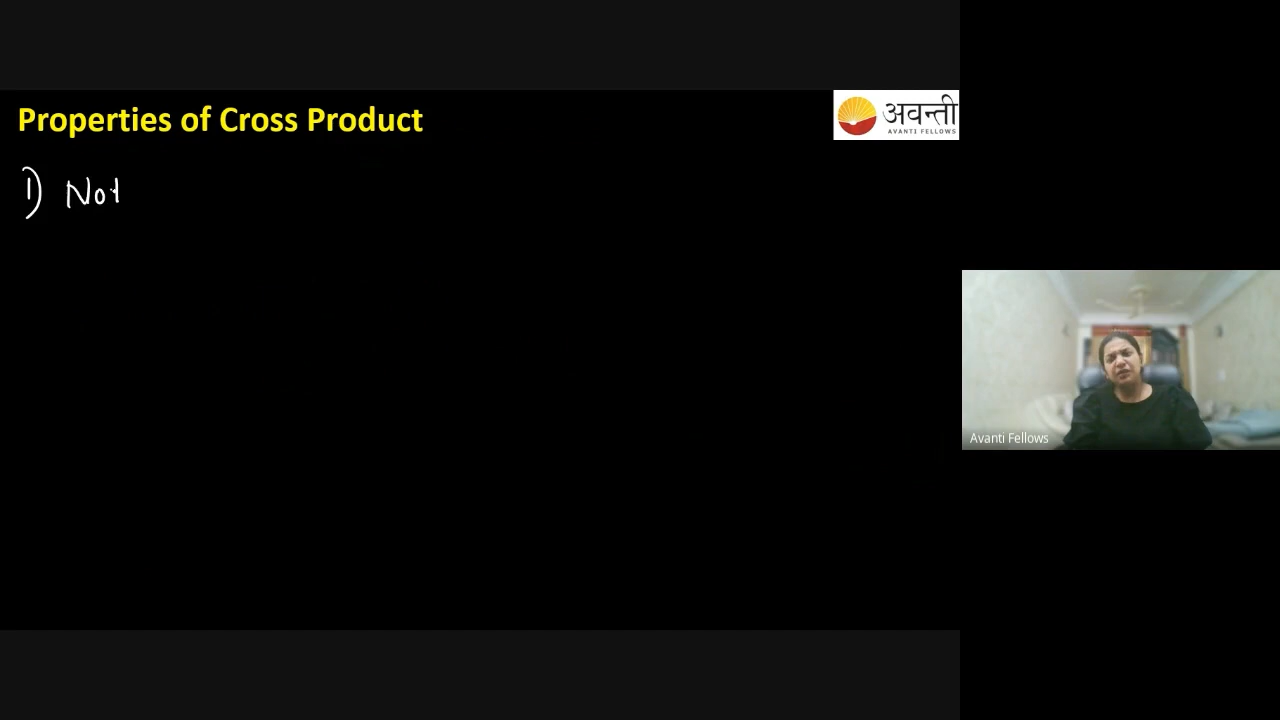 Properties of Cross Product
अवन्ती
AVANTI FELLOWS
1) Not
Avanti Fellows